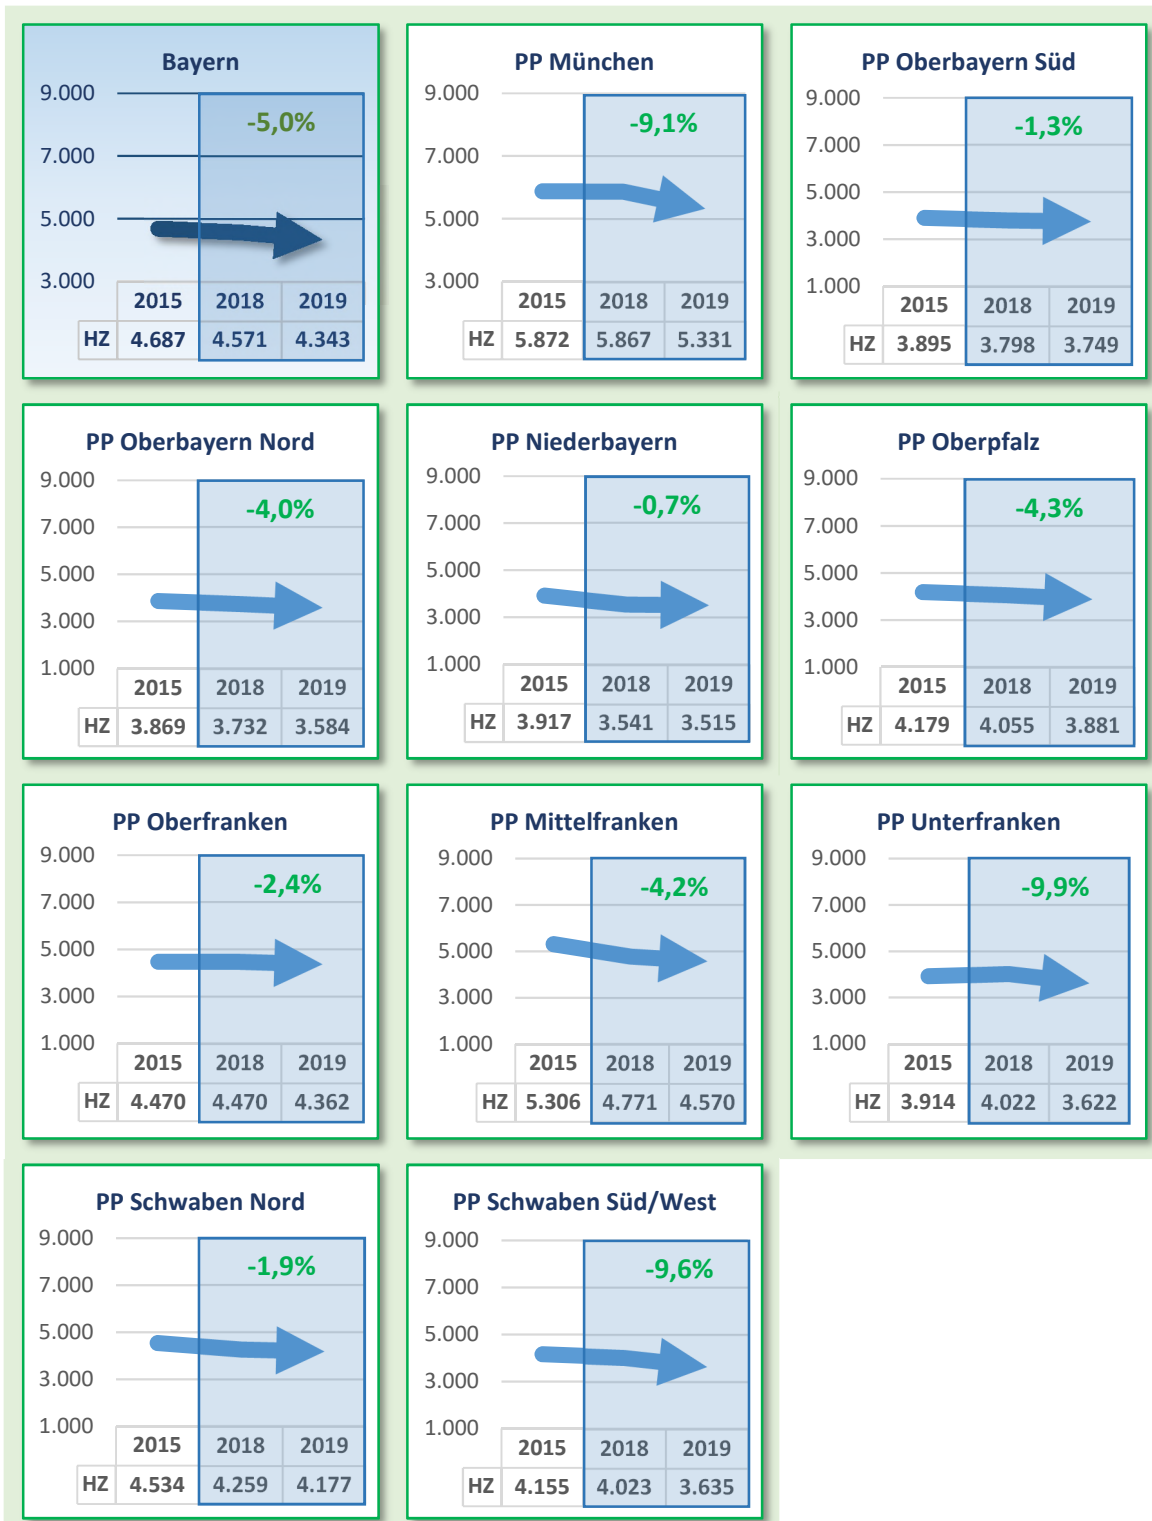 Bayern
9.000
-5,0%
7.000
5.000
3.000
2015 2018 2019
HZ 4.687 4.571 4.343
PP München
9.000
-9,1%
7.000
5.000
3.000
2015 2018 2019
HZ 5.872 5.867 5.331
PP Oberbayern Süd
9.000
-1,3%
7.000
5.000
3.000
1.000
2015 2018 2019
HZ 3.895 3.798 3.749
PP Oberbayern Nord
9.000
-4,0%
7.000
5.000
3.000
1.000
2015 2018 2019
HZ 3.869 3.732 3.584
PP Niederbayern
9.000
-0,7%
7.000
5.000
3.000
1.000
2015 2018 2019
HZ 3.917 3.541 3.515
PP Oberpfalz
9.000
-4,3%
7.000
5.000
3.000
1.000
2015 2018 2019
HZ 4.179 4.055 3.881
PP Oberfranken
9.000
-2,4%
7.000
5.000
3.000
1.000
2015 2018 2019
HZ 4.470 4.470 4.362
PP Mittelfranken
9.000
-4,2%
7.000
5.000
3.000
1.000
2015 2018 2019
HZ 5.306 4.771 4.570
PP Unterfranken
9.000
-9,9%
7.000
5.000
3.000
1.000
2015 2018 2019
HZ 3.914 4.022 3.622
PP Schwaben Nord
9.000
-1,9%
7.000
5.000
3.000
1.000
2015 2018 2019
HZ 4.534 4.259 4.177
PP Schwaben Süd/West
9.000
-9,6%
7.000
5.000
3.000
1.000
2015 2018 2019
HZ 4.155 4.023 3.635